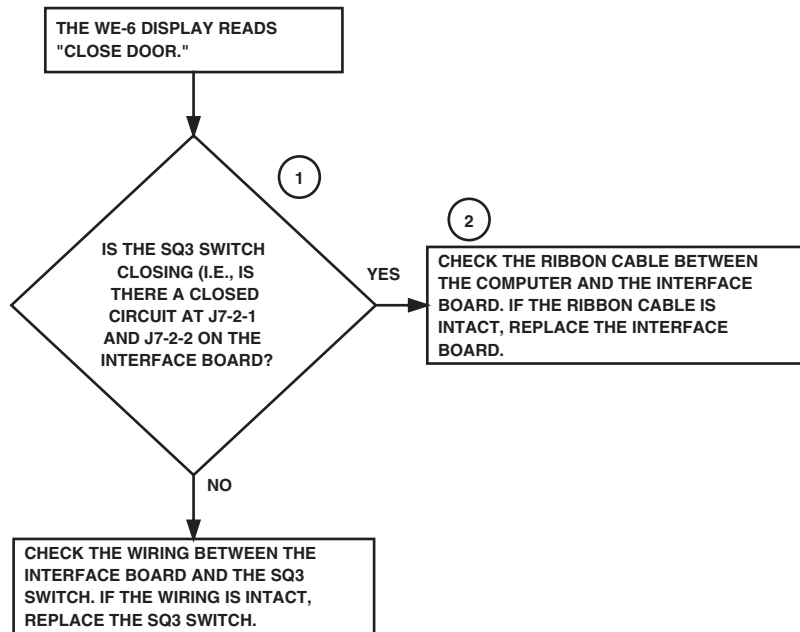 THE WE-6 DISPLAY READS
"CLOSE DOOR."
1
IS THE SQ3 SWITCH
CLOSING (I.E., IS
THERE A CLOSED
CIRCUIT AT J7-2-1
AND J7-2-2 ON THE
INTERFACE BOARD?
YES
2
CHECK THE RIBBON CABLE BETWEEN
THE COMPUTER AND THE INTERFACE
BOARD. IF THE RIBBON CABLE IS
INTACT, REPLACE THE INTERFACE
BOARD.
NO
CHECK THE WIRING BETWEEN THE
INTERFACE BOARD AND THE SQ3
SWITCH. IF THE WIRING IS INTACT,
REPLACE THE SQ3 SWITCH.